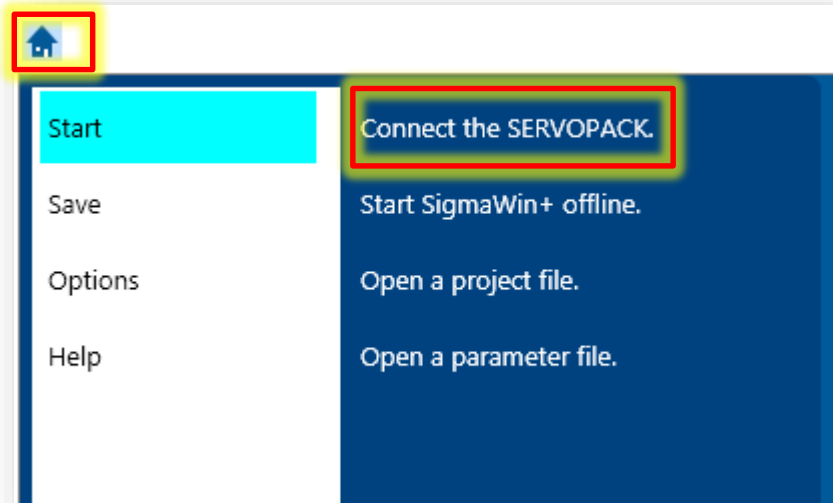 Start
Save
Options
Help
Connect the SERVOPACK.
Start SigmaWin+ offline.
Open a project file.
Open a parameter file.